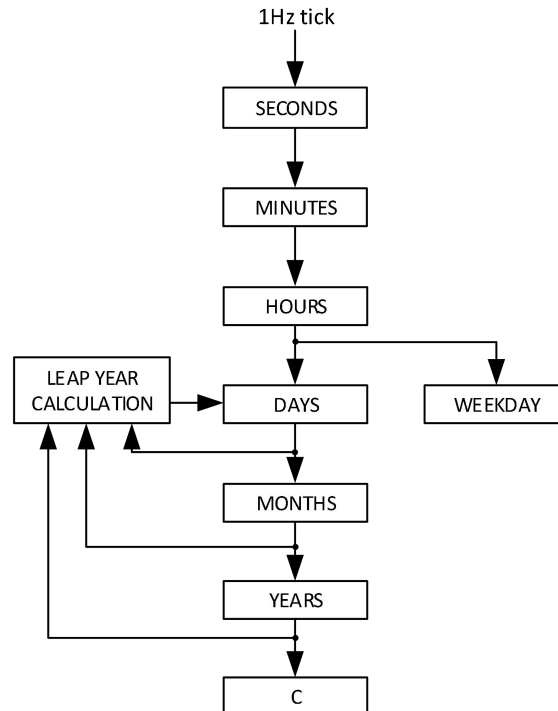 1Hz tick
SECONDS
MINUTES
HOURS
LEAP YEAR
CALCULATION
DAYS
WEEKDAY
MONTHS
YEARS
C